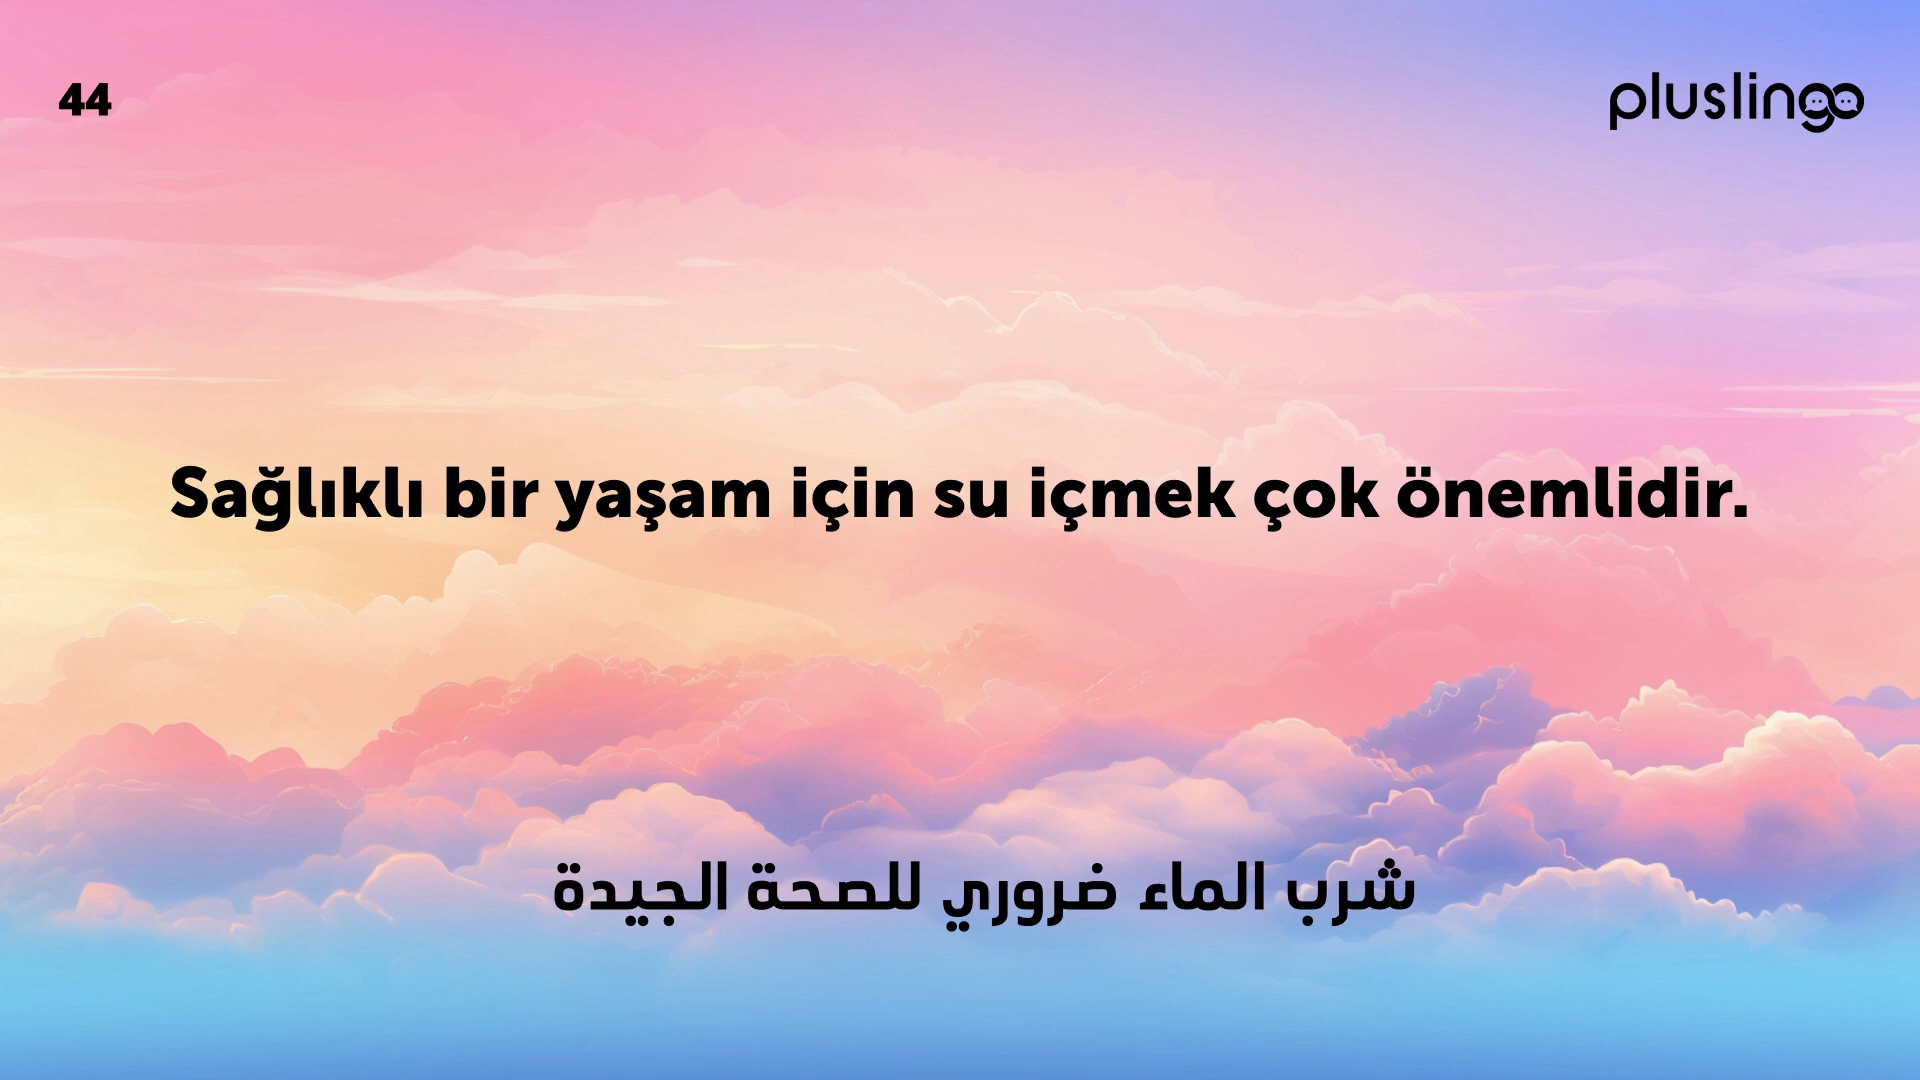 44
pluslingo
Sağlıklı bir yaşam için su içmek çok önemlidir.
شرب الماء ضروري للصحة الجيدة